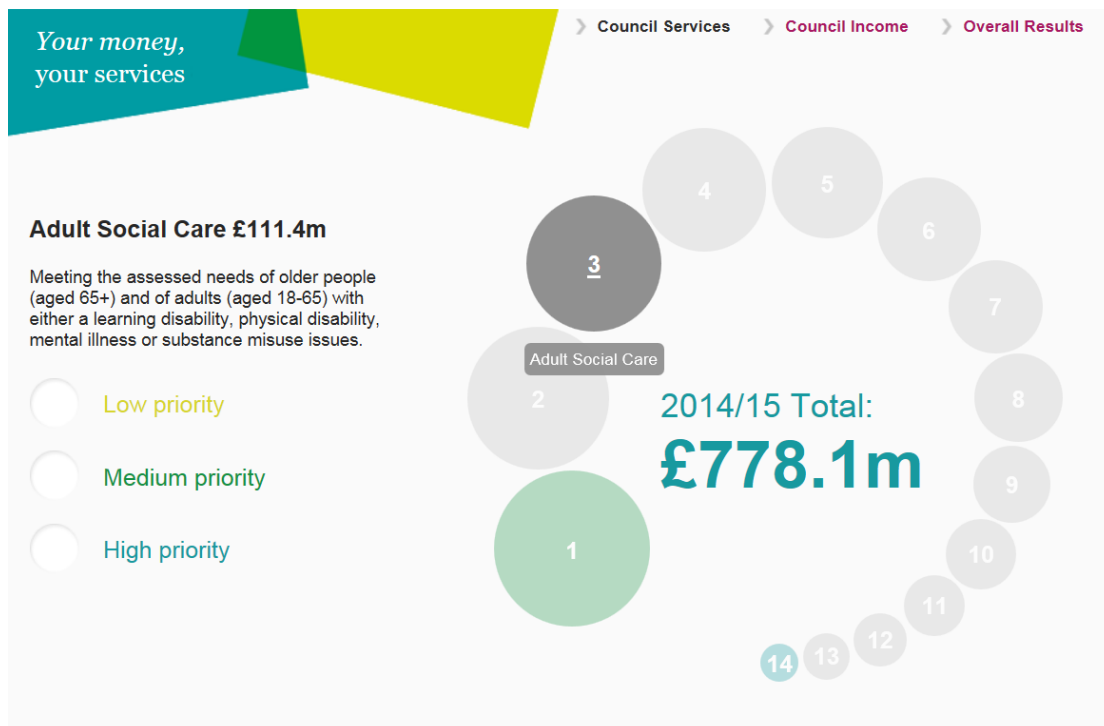 Your money,
your services
Council Services
Council Income
Overall Results
Adult Social Care £111.4m
Meeting the assessed needs of older people
(aged 65+) and of adults (aged 18-65) with
either a learning disability, physical disability,
mental illness or substance misuse issues.
Low priority
Medium priority
High priority
4
5
6
3
7
Adult Social Care
2
8
2014/15 Total:
£778.1m
9
1
10
11
12
13
14